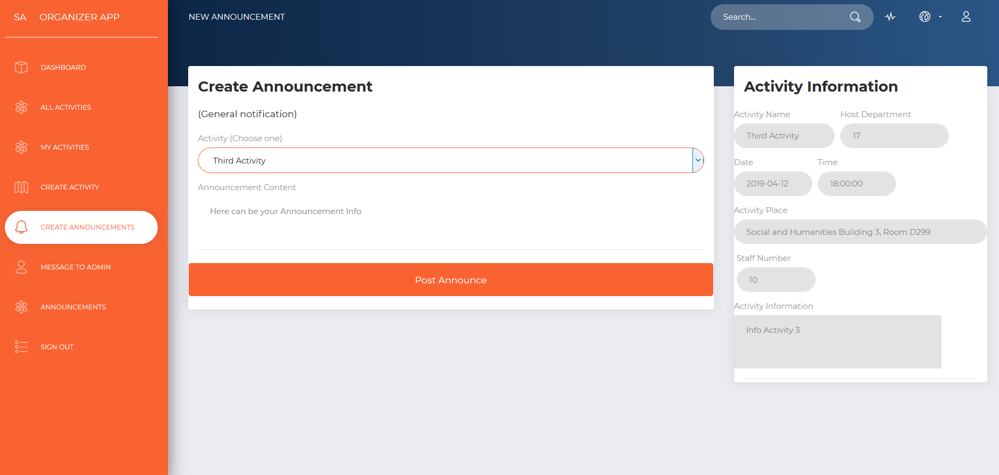 SA ORGANIZER APP
DASHBOARD
ALL ACTIVITIES
MY ACTIVITIES
CREATE ACTIVITY
CREATE ANNOUNCEMENTS
MESSAGE TO ADMIN
ANNOUNCEMENTS
SIGN OUT
NEW ANNOUNCEMENT
Search...
Create Announcement
(General notification)
Activity (Choose one)
Third Activity
Announcement Content
Here can be your Announcement Info
Post Announce
Activity Information
Activity Name Host Department
Third Activity 17
Date Time
2019-04-12 18:00:00
Activity Place
Social and Humanities Building 3, Room D299
Staff Number
10
Activity Information
Info Activity 3